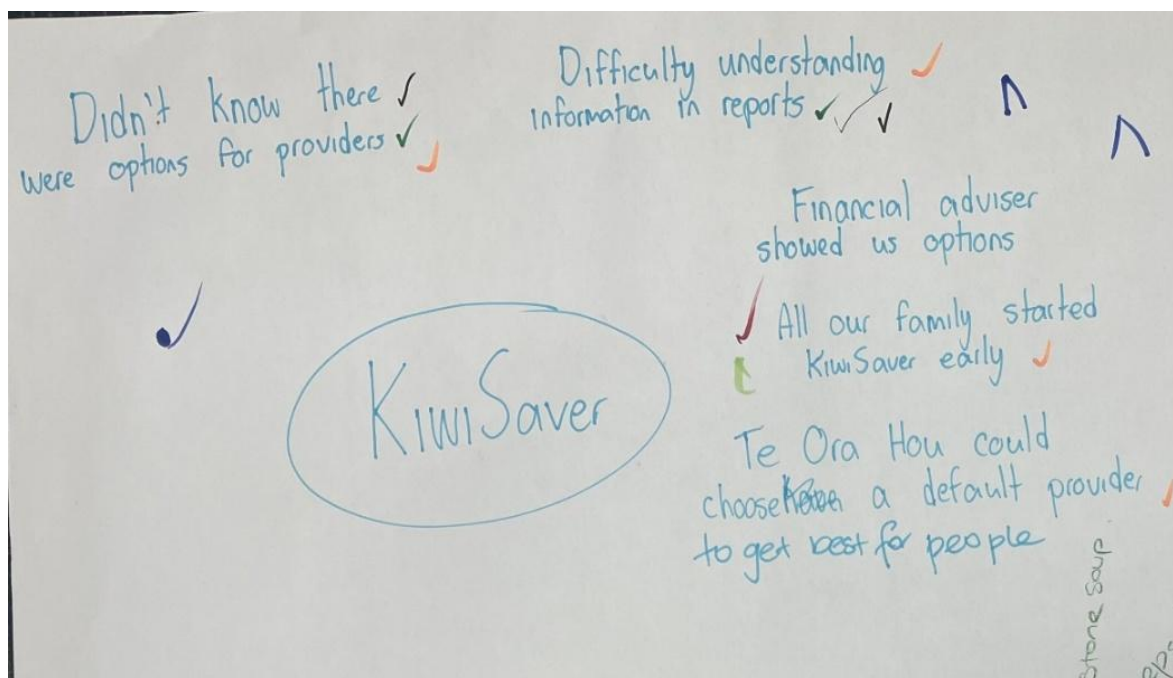 Didn't know there
were options for providers
Difficulty understanding
information in reports
Financial adviser
showed us options
All our family started
KiwiSaver early
KiwiSaver
Te Ora Hou could
choose a default provider
to get best for people
Stone Soup